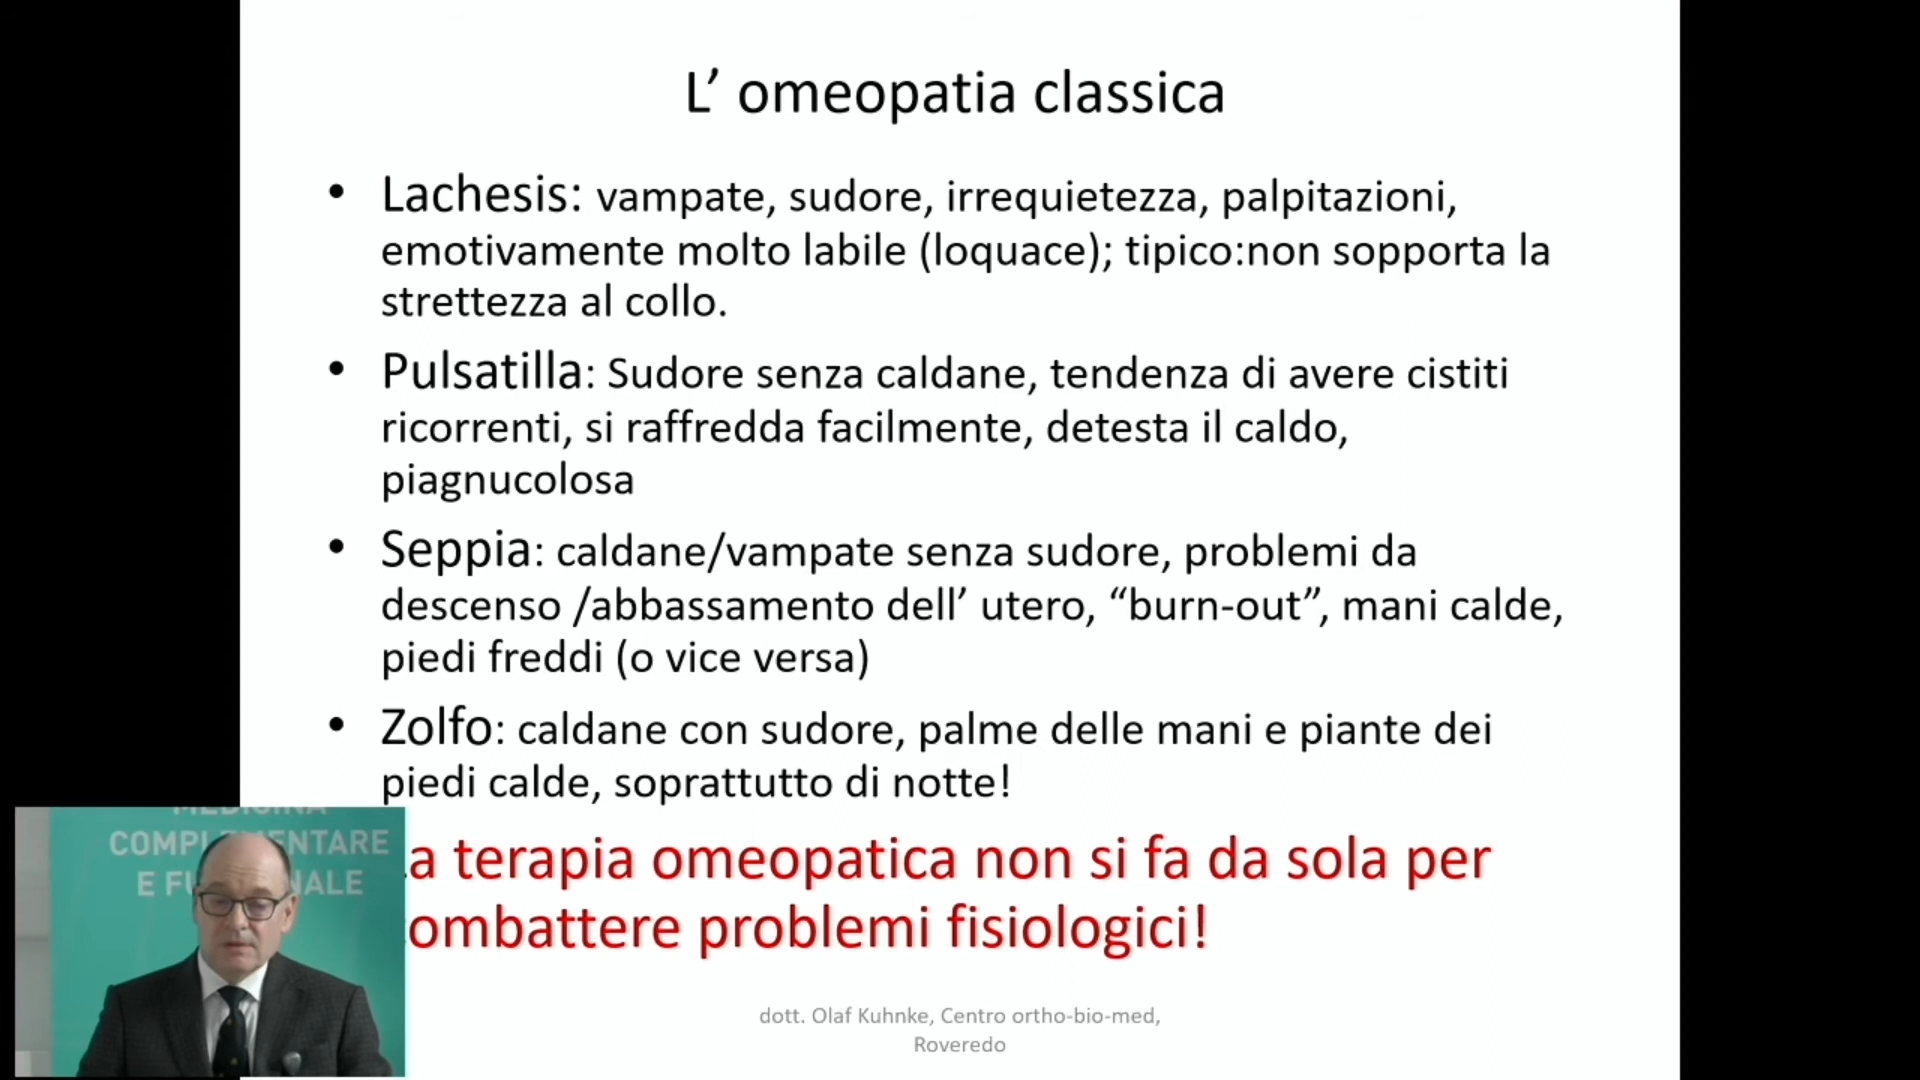 L’ omeopatia classica
• Lachesis: vampate, sudore, irrequietezza, palpitazioni,
emotivamente molto labile (loquace); tipico:non sopporta la
strettezza al collo.
• Pulsatilla: Sudore senza caldane, tendenza di avere cistiti
ricorrenti, si raffredda facilmente, detesta il caldo,
piagnucolosa
• Seppia: caldane/vampate senza sudore, problemi da
descenso /abbassamento dell’ utero, “burn-out”, mani calde,
piedi freddi (o vice versa)
• Zolfo: caldane con sudore, palme delle mani e piante dei
piedi calde, soprattutto di notte!
a terapia omeopatica non si fa da sola per
ombattere problemi fisiologici!
dott. Olaf Kuhnke, Centro ortho-bio-med,
Roveredo
MEDICINA
COMPLEMENTARE
E